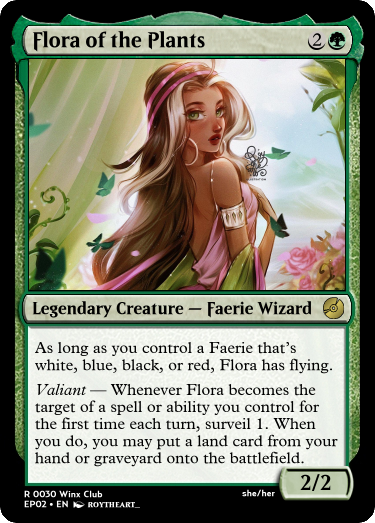 Flora of the Plants 2
Legendary Creature — Faerie Wizard
As long as you control a Faerie that's
white, blue, black, or red, Flora has flying.
Valiant — Whenever Flora becomes the
target of a spell or ability you control for
the first time each turn, surveil 1. When
you do, you may put a land card from your
hand or graveyard onto the battlefield.
2/2
R 0030 Winx Club she/her
EP02 • EN ROYTHEART_